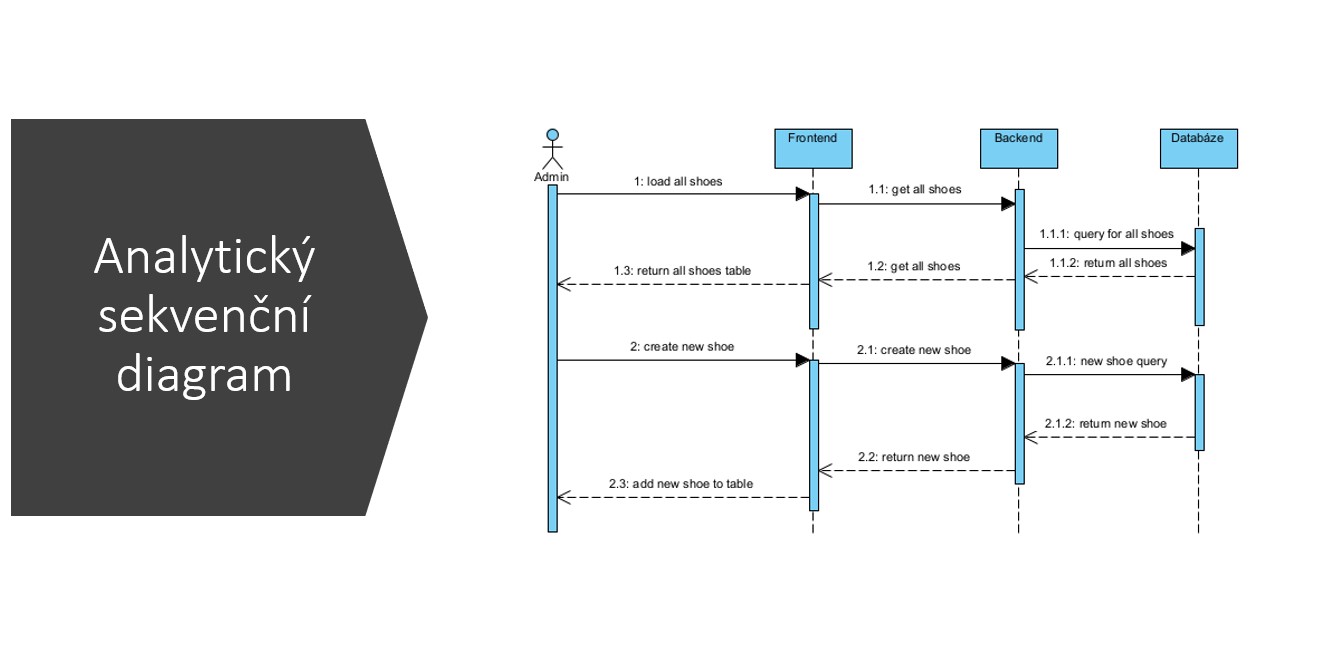 Analytický
sekvenční
diagram
Admin
Frontend
Backend
Databáze
1: load all shoes
1.1: get all shoes
1.1.1: query for all shoes
1.1.2: return all shoes
1.2: get all shoes
1.3: return all shoes table
2: create new shoe
2.1: create new shoe
2.1.1: new shoe query
2.1.2: return new shoe
2.2: return new shoe
2.3: add new shoe to table